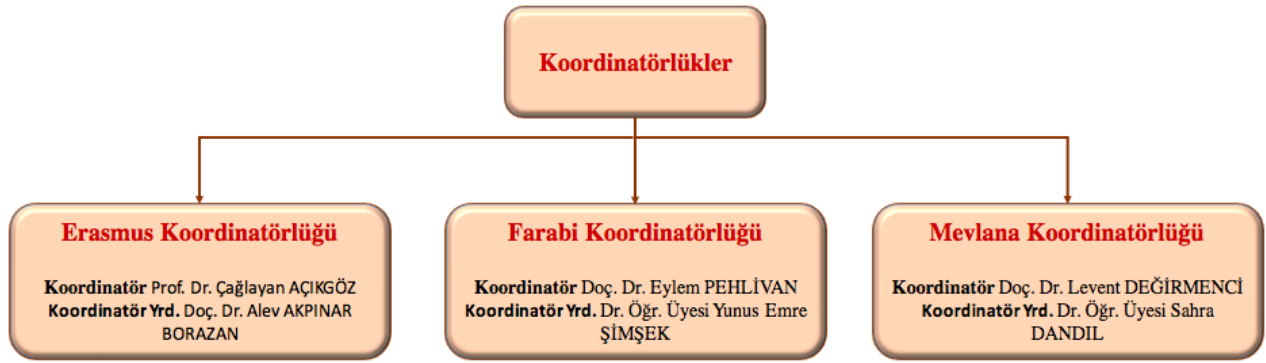 Koordinatörlükler
Erasmus Koordinatörlüğü
Koordinatör Prof. Dr. Çağlayan AÇIKGÖZ
Koordinatör Yrd. Doç. Dr. Alev AKPINAR
BORAZAN
Farabi Koordinatörlüğü
Koordinatör Doç. Dr. Eylem PEHLİVAN
Koordinatör Yrd. Dr. Öğr. Üyesi Yunus Emre
ŞİMŞEK
Mevlana Koordinatörlüğü
Koordinatör Doç. Dr. Levent DEĞİRMENCİ
Koordinatör Yrd. Dr. Öğr. Üyesi Sahra
DANDIL